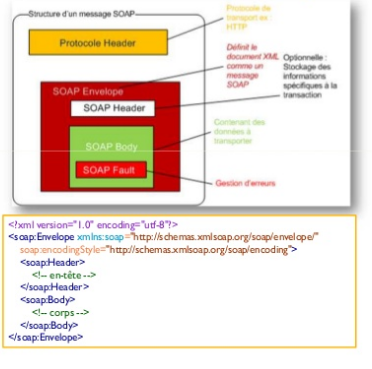 Structure d'un message SOAP
Protocole de
transport ex :
HTTP
Protocole Header
Définit le
document XML
comme un
message
SOAP
Optionnelle :
Stockage des
informations
spécifiques à la
transaction
SOAP Envelope
SOAP Header
Contenant des
données à
transporter
SOAP Body
SOAP Fault
Gestion d'erreurs
<?xml version="1.0" encoding="utf-8"?>
<soap:Envelope xmlns:soap="http://schemas.xmlsoap.org/soap/envelope/"
soap:encodingStyle="http://schemas.xmlsoap.org/soap/encoding">
<soap:Header>
<!-- en-tête -->
</soap:Header>
<soap:Body>
<!-- corps -->
</soap:Body>
</soap:Envelope>